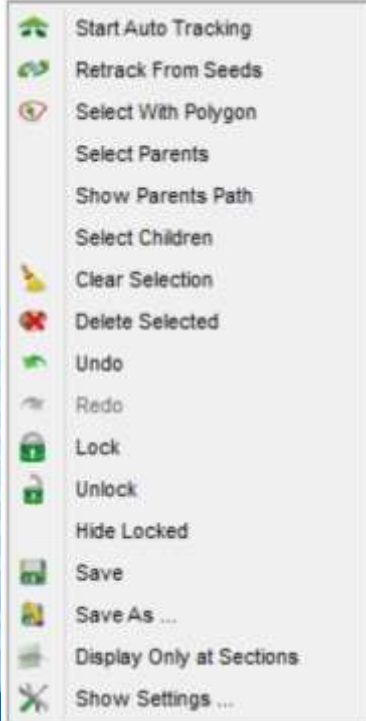 Start Auto Tracking
Retrack From Seeds
Select With Polygon
Select Parents
Show Parents Path
Select Children
Clear Selection
Delete Selected
Undo
Redo
Lock
Unlock
Hide Locked
Save
Save As ...
Display Only at Sections
Show Settings ...